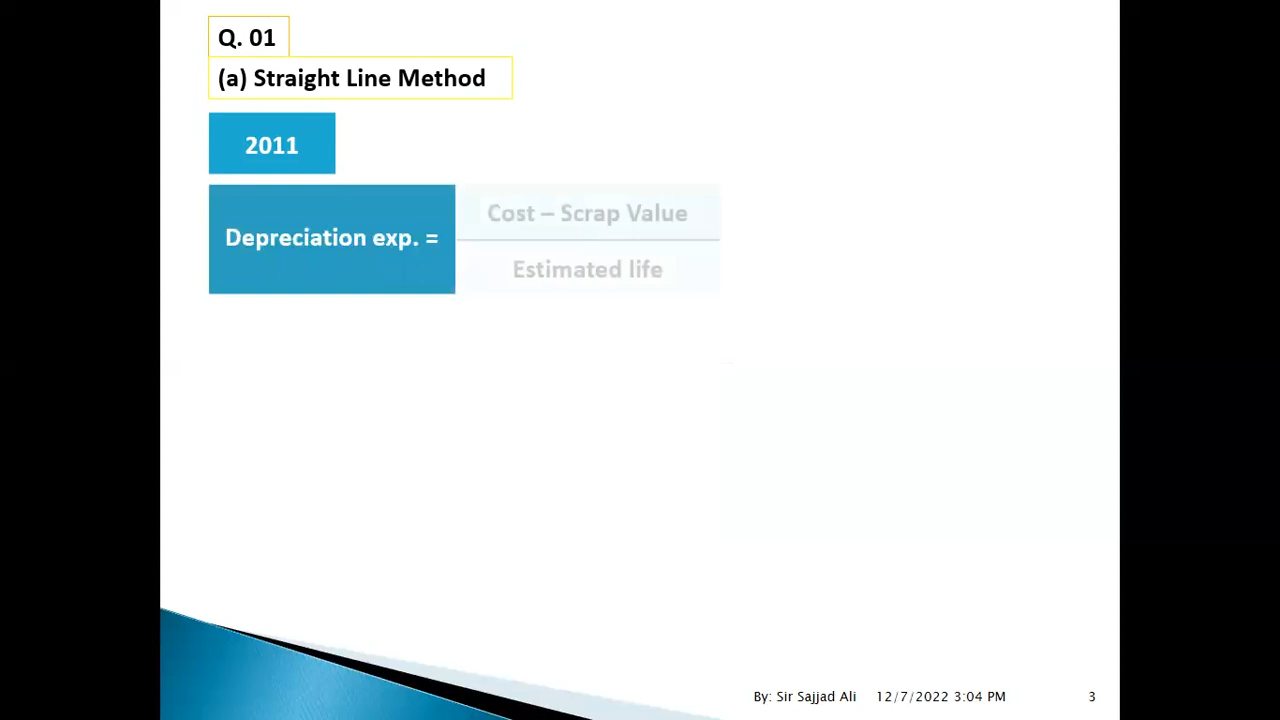 Q. 01
(a) Straight Line Method
2011
Depreciation exp. =
Cost – Scrap Value
Estimated life
By: Sir Sajjad Ali 12/7/2022 3:04 PM 3